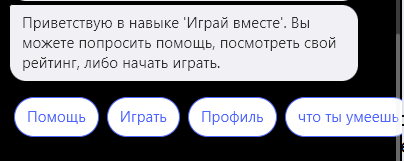 Приветствую в навыке 'Играй вместе'. Вы
можете попросить помощь, посмотреть свой
рейтинг, либо начать играть.
Помощь Играть Профиль что ты умеешь